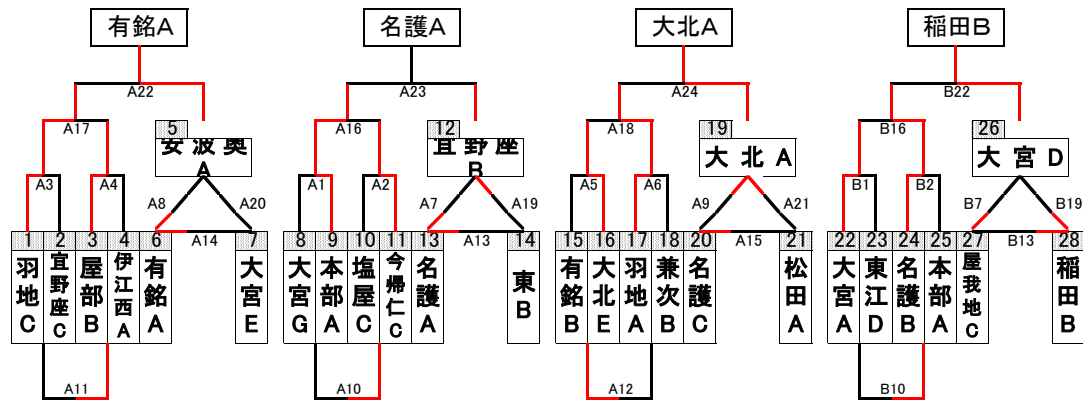 有銘A 名護A 大北A 稲田B
A22 A23 A24 B22
A17 5 A16 12 A18 19 B16 26
安波奥A 宜野座B 大北A 大宮D
A3 A4 A1 A2 A5 A6 B1 B2
A8 A20 A7 A19 A9 A21 B7 B19
A14 A13 A15 B13
1 羽地C
2 宜野座C
3 屋部B
4 伊江西A
6 有銘A
7 大宮E
8 大宮G
9 本部A
10 塩屋C
11 今帰仁C
13 名護A
14 東B
15 有銘B
16 大北E
17 羽地A
18 兼次B
20 名護C
21 松田A
22 大宮A
23 東江D
24 名護B
25 本部A
27 屋我地C
28 稲田B
A11 A10 A12 B10